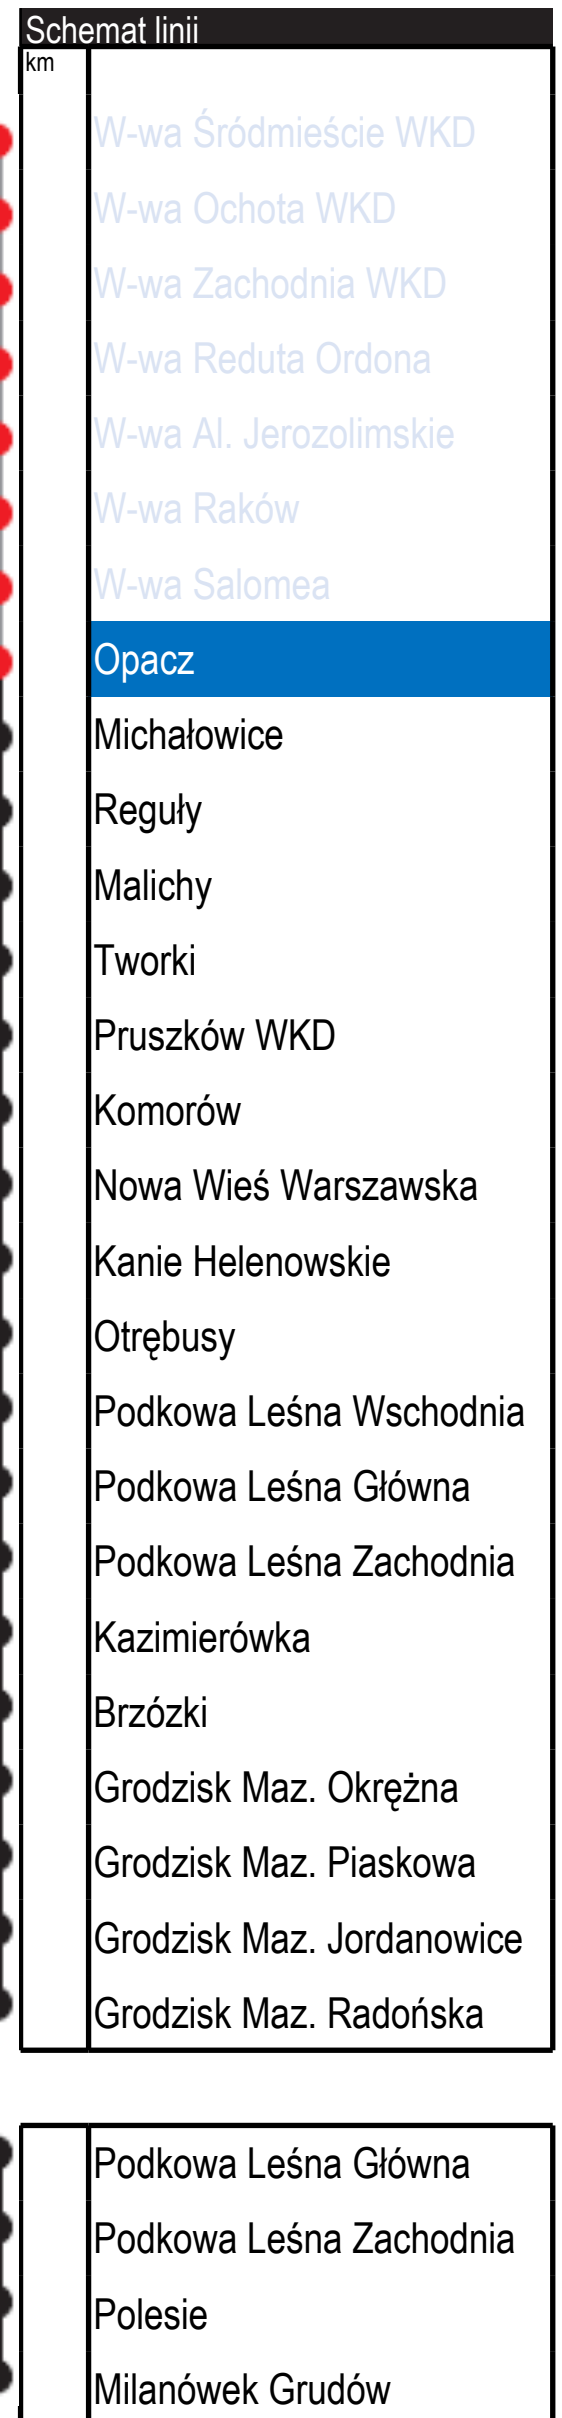 Schemat linii
km
W-wa Śródmieście WKD
W-wa Ochota WKD
W-wa Zachodnia WKD
W-wa Reduta Ordona
W-wa Al. Jerozolimskie
W-wa Raków
W-wa Salomea
Opacz
Michałowice
Reguły
Malichy
Tworki
Pruszków WKD
Komorów
Nowa Wieś Warszawska
Kanie Helenowskie
Otrębusy
Podkowa Leśna Wschodnia
Podkowa Leśna Główna
Podkowa Leśna Zachodnia
Kazimierówka
Brzózki
Grodzisk Maz. Okrężna
Grodzisk Maz. Piaskowa
Grodzisk Maz. Jordanowice
Grodzisk Maz. Radońska
Podkowa Leśna Główna
Podkowa Leśna Zachodnia
Polesie
Milanówek Grudów